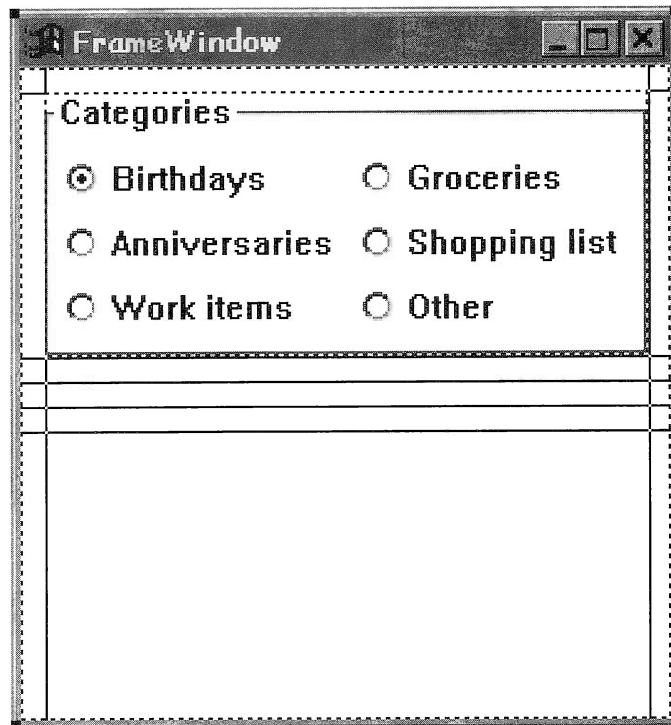 FrameWindow
Categories
Birthdays Groceries
Anniversaries Shopping list
Work items Other